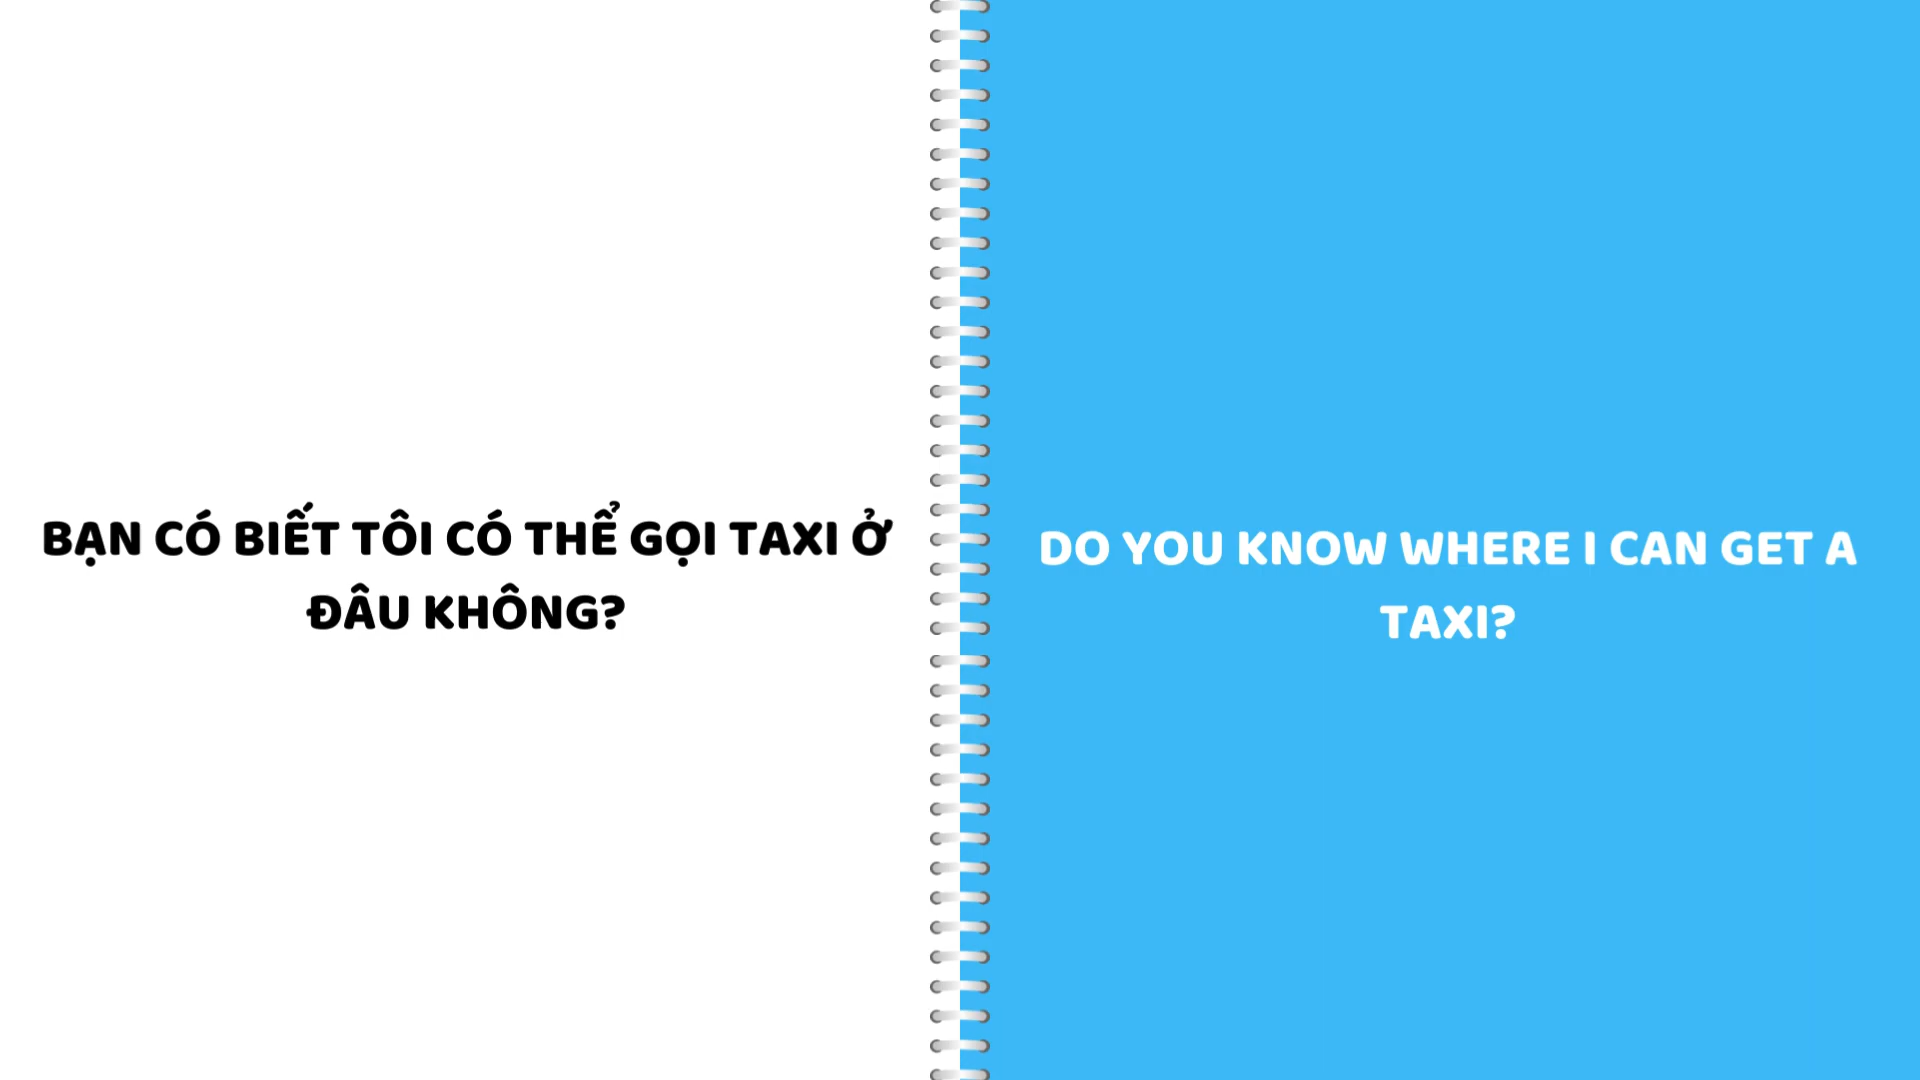 BẠN CÓ BIẾT TÔI CÓ THỂ GỌI TAXI Ở
ĐÂU KHÔNG?
DO YOU KNOW WHERE I CAN GET A
TAXI?